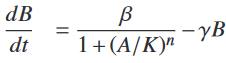 dB/dt = β/(1+(A/K)ⁿ) − γB